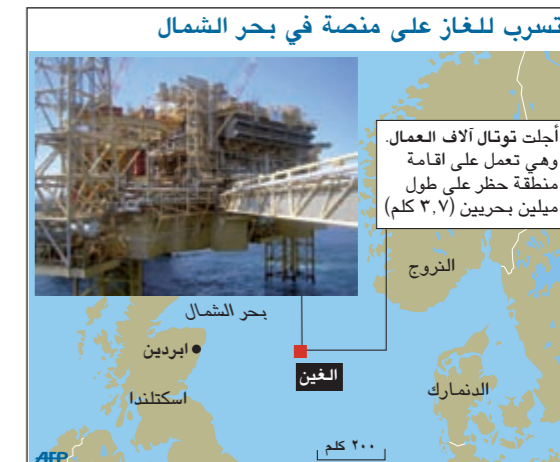 تسرب للغاز على منصة في بحر الشمال
أجلت توتال آلاف العمال.
وهي تعمل على اقامة
منطقة حظر على طول
ميلين بحريين (٣,٧ كلم)
النروج
بحر الشمال
ابردين
الغين
اسكتلندا
الدنمارك
٢٠٠ كلم
AFP